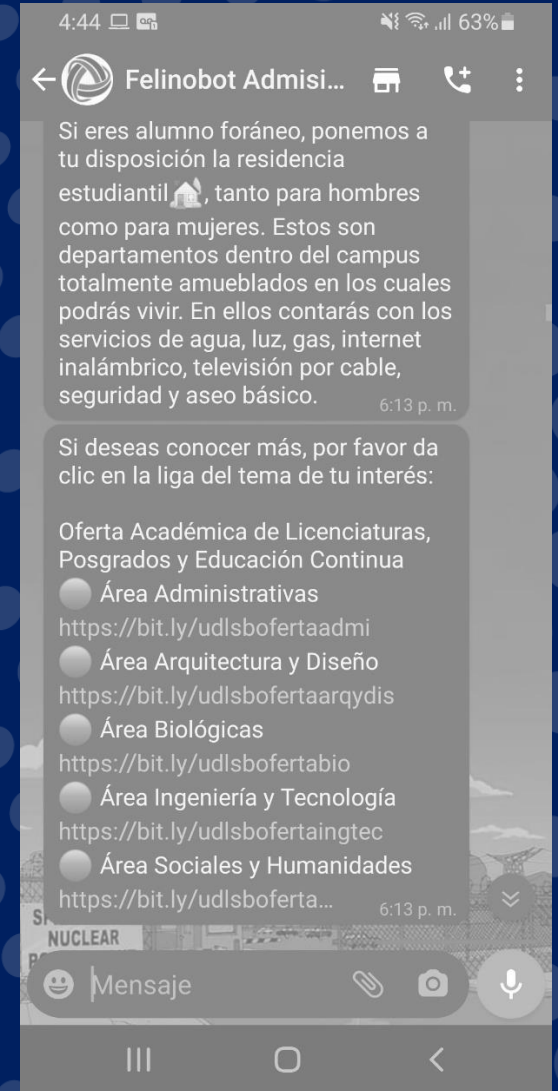 4:44 63%
Felinobot Admisi...
Si eres alumno foráneo, ponemos a
tu disposición la residencia
estudiantil🏠, tanto para hombres
como para mujeres. Estos son
departamentos dentro del campus
totalmente amueblados en los cuales
podrás vivir. En ellos contarás con los
servicios de agua, luz, gas, internet
inalámbrico, televisión por cable,
seguridad y aseo básico.
6:13 p. m.
Si deseas conocer más, por favor da
clic en la liga del tema de tu interés:
Oferta Académica de Licenciaturas,
Posgrados y Educación Continua
Área Administrativas
https://bit.ly/udlsbofertaadmi
Área Arquitectura y Diseño
https://bit.ly/udlsbofertaarqydis
Área Biológicas
https://bit.ly/udlsbofertabio
Área Ingeniería y Tecnología
https://bit.ly/udlsbofertaingtec
Área Sociales y Humanidades
https://bit.ly/udlsboferta...
6:13 p. m.
NUCLEAR
Mensaje